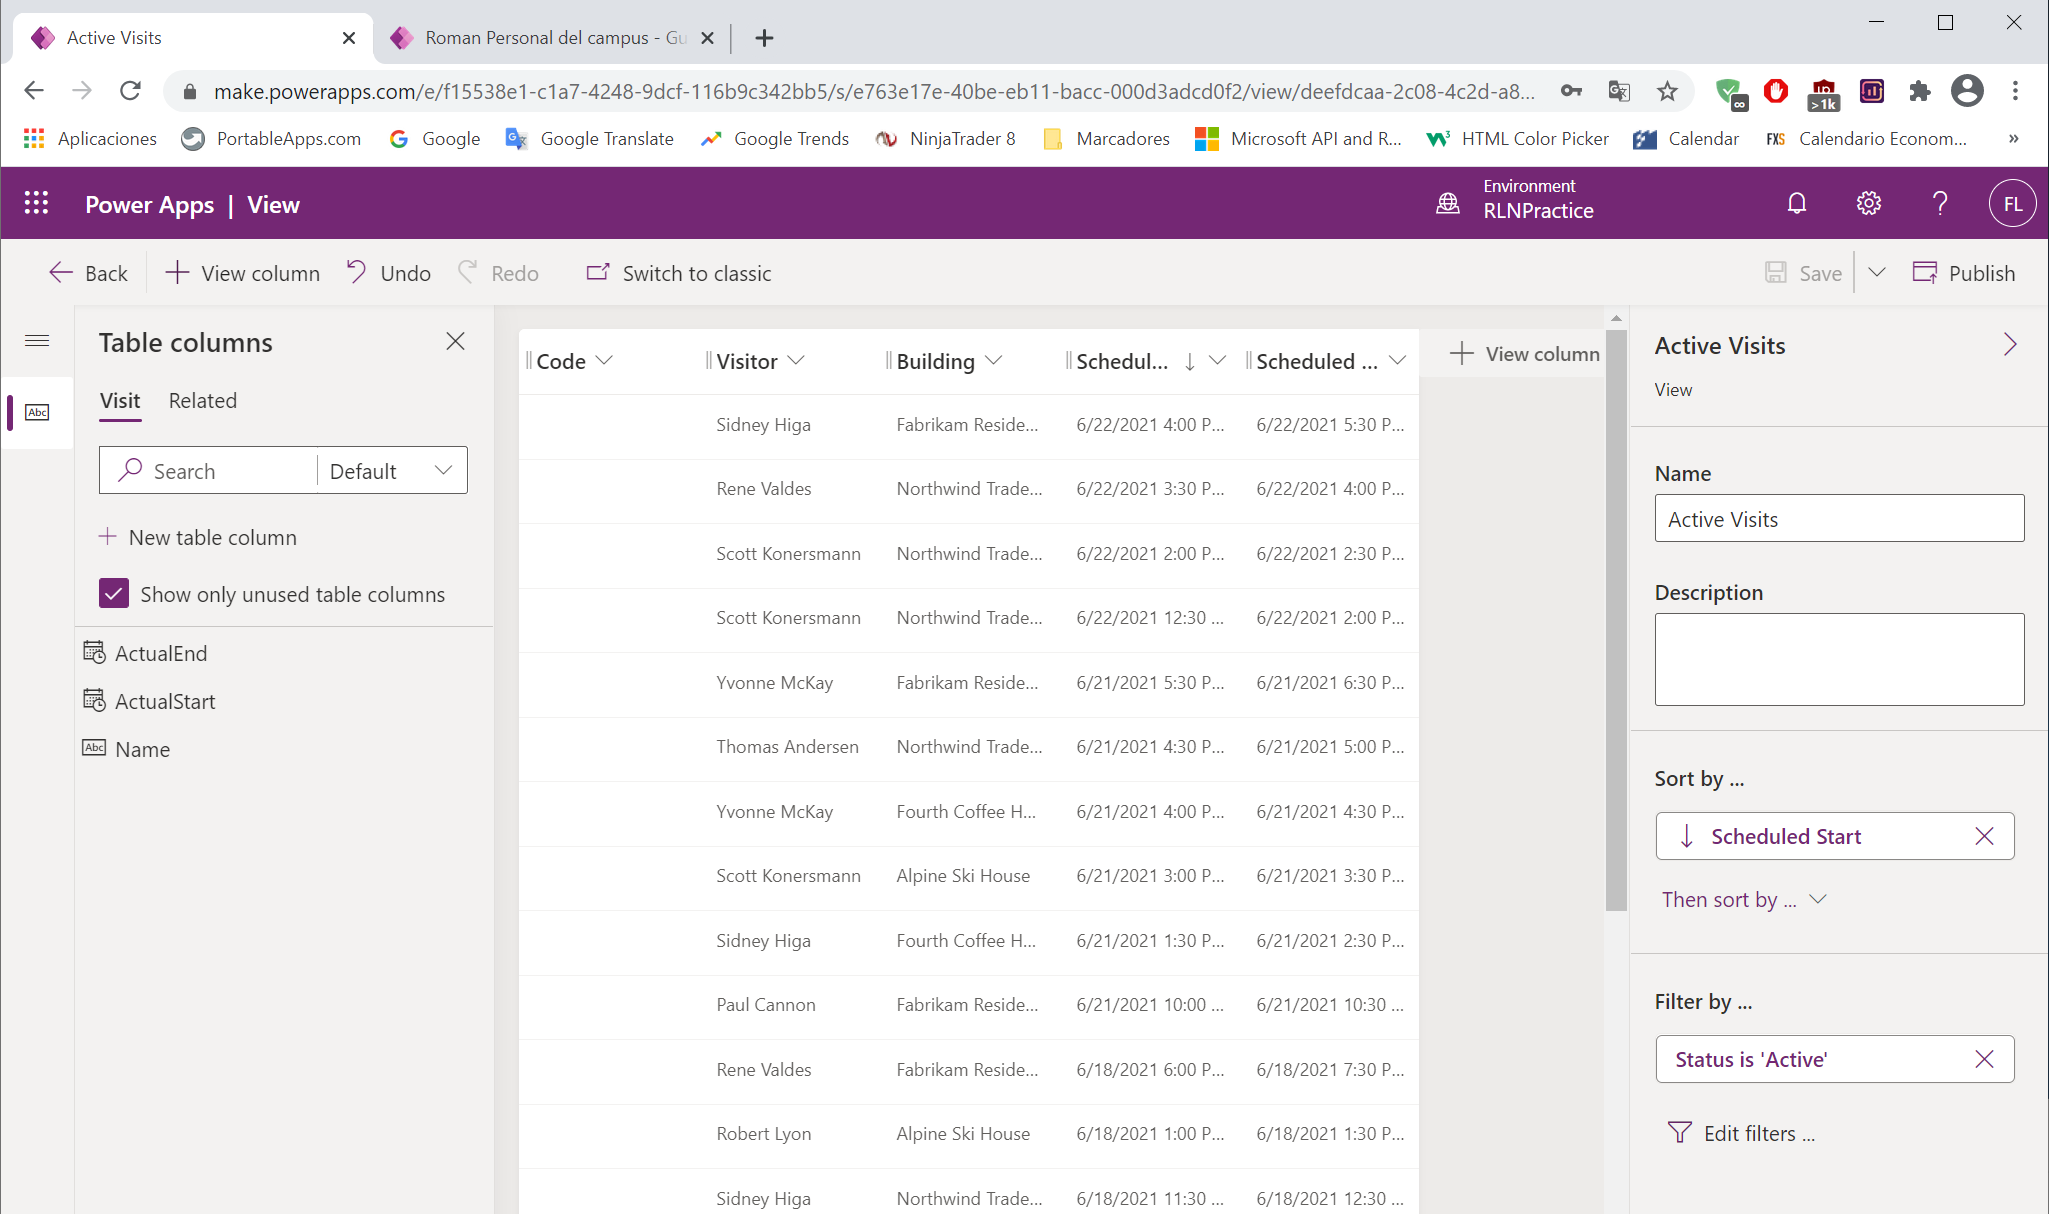 Active Visits
Roman Personal del campus - Gu
make.powerapps.com/e/f15538e1-c1a7-4248-9dcf-116b9c342bb5/s/e763e17e-40be-eb11-bacc-000d3adcd0f2/view/deefdcaa-2c08-4c2d-a8...
∞
>1k
Aplicaciones PortableApps.com Google Google Translate Google Trends NinjaTrader 8 Marcadores Microsoft API and R... HTML Color Picker Calendar FXS Calendario Econom... »
Power Apps | View
Environment
RLNPractice
FL
Back View column Undo Redo Switch to classic Save Publish
Table columns
Abc
Visit Related
Search Default
New table column
Show only unused table columns
ActualEnd
ActualStart
Abc Name
Code Visitor Building Schedul... Scheduled ... View column
Sidney Higa Fabrikam Reside... 6/22/2021 4:00 P... 6/22/2021 5:30 P...
Rene Valdes Northwind Trade... 6/22/2021 3:30 P... 6/22/2021 4:00 P...
Scott Konersmann Northwind Trade... 6/22/2021 2:00 P... 6/22/2021 2:30 P...
Scott Konersmann Northwind Trade... 6/22/2021 12:30 ... 6/22/2021 2:00 P...
Yvonne McKay Fabrikam Reside... 6/21/2021 5:30 P... 6/21/2021 6:30 P...
Thomas Andersen Northwind Trade... 6/21/2021 4:30 P... 6/21/2021 5:00 P...
Yvonne McKay Fourth Coffee H... 6/21/2021 4:00 P... 6/21/2021 4:30 P...
Scott Konersmann Alpine Ski House 6/21/2021 3:00 P... 6/21/2021 3:30 P...
Sidney Higa Fourth Coffee H... 6/21/2021 1:30 P... 6/21/2021 2:30 P...
Paul Cannon Fabrikam Reside... 6/21/2021 10:00 ... 6/21/2021 10:30 ...
Rene Valdes Fabrikam Reside... 6/18/2021 6:00 P... 6/18/2021 7:30 P...
Robert Lyon Alpine Ski House 6/18/2021 1:00 P... 6/18/2021 1:30 P...
Sidney Higa Northwind Trade... 6/18/2021 11:30 ... 6/18/2021 12:30 ...
Active Visits
View
Name
Active Visits
Description
Sort by ...
Scheduled Start
Then sort by ...
Filter by ...
Status is 'Active'
Edit filters ...